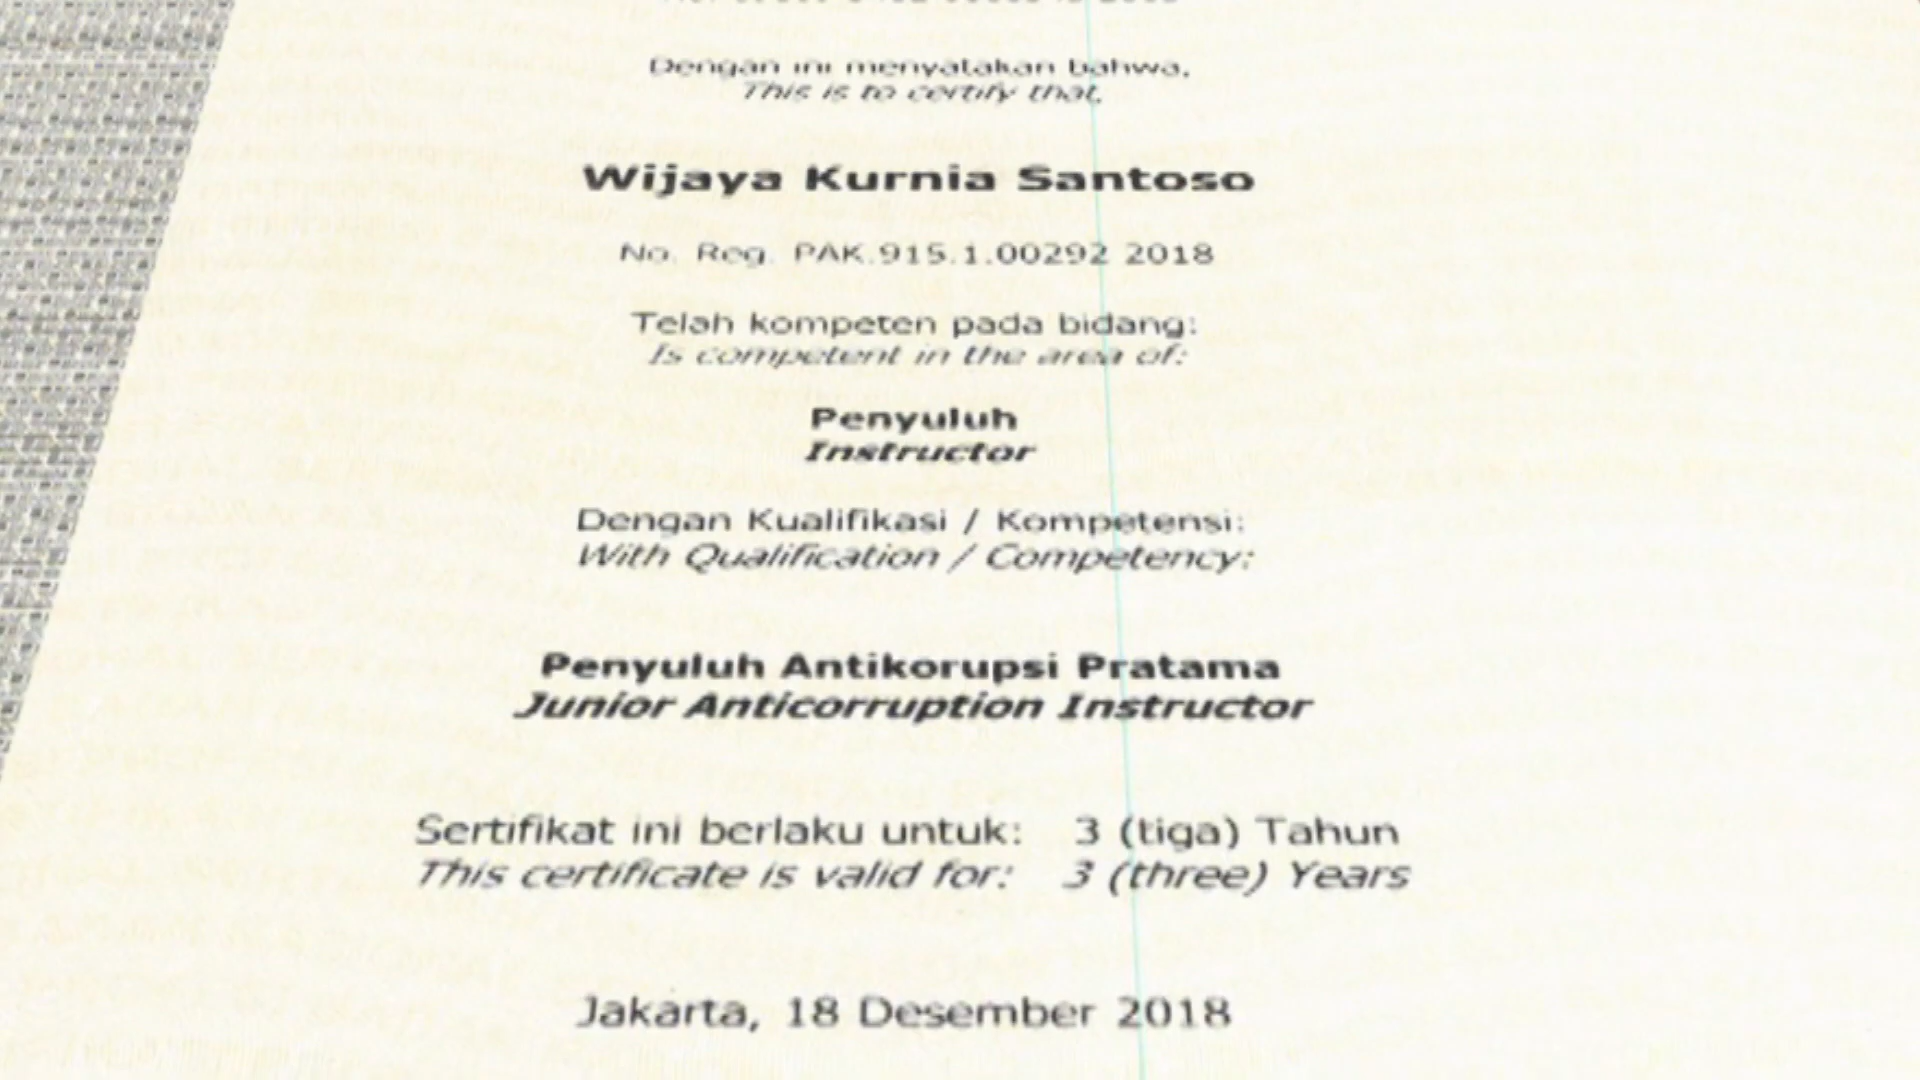 Dengan ini menyatakan bahwa,
This is to certify that,
Wijaya Kurnia Santoso
No. Reg. PAK.915.1.00292 2018
Telah kompeten pada bidang:
Is competent in the area of:
Penyuluh
Instructor
Dengan Kualifikasi / Kompetensi:
With Qualification / Competency:
Penyuluh Antikorupsi Pratama
Junior Anticorruption Instructor
Sertifikat ini berlaku untuk: 3 (tiga) Tahun
This certificate is valid for: 3 (three) Years
Jakarta, 18 Desember 2018